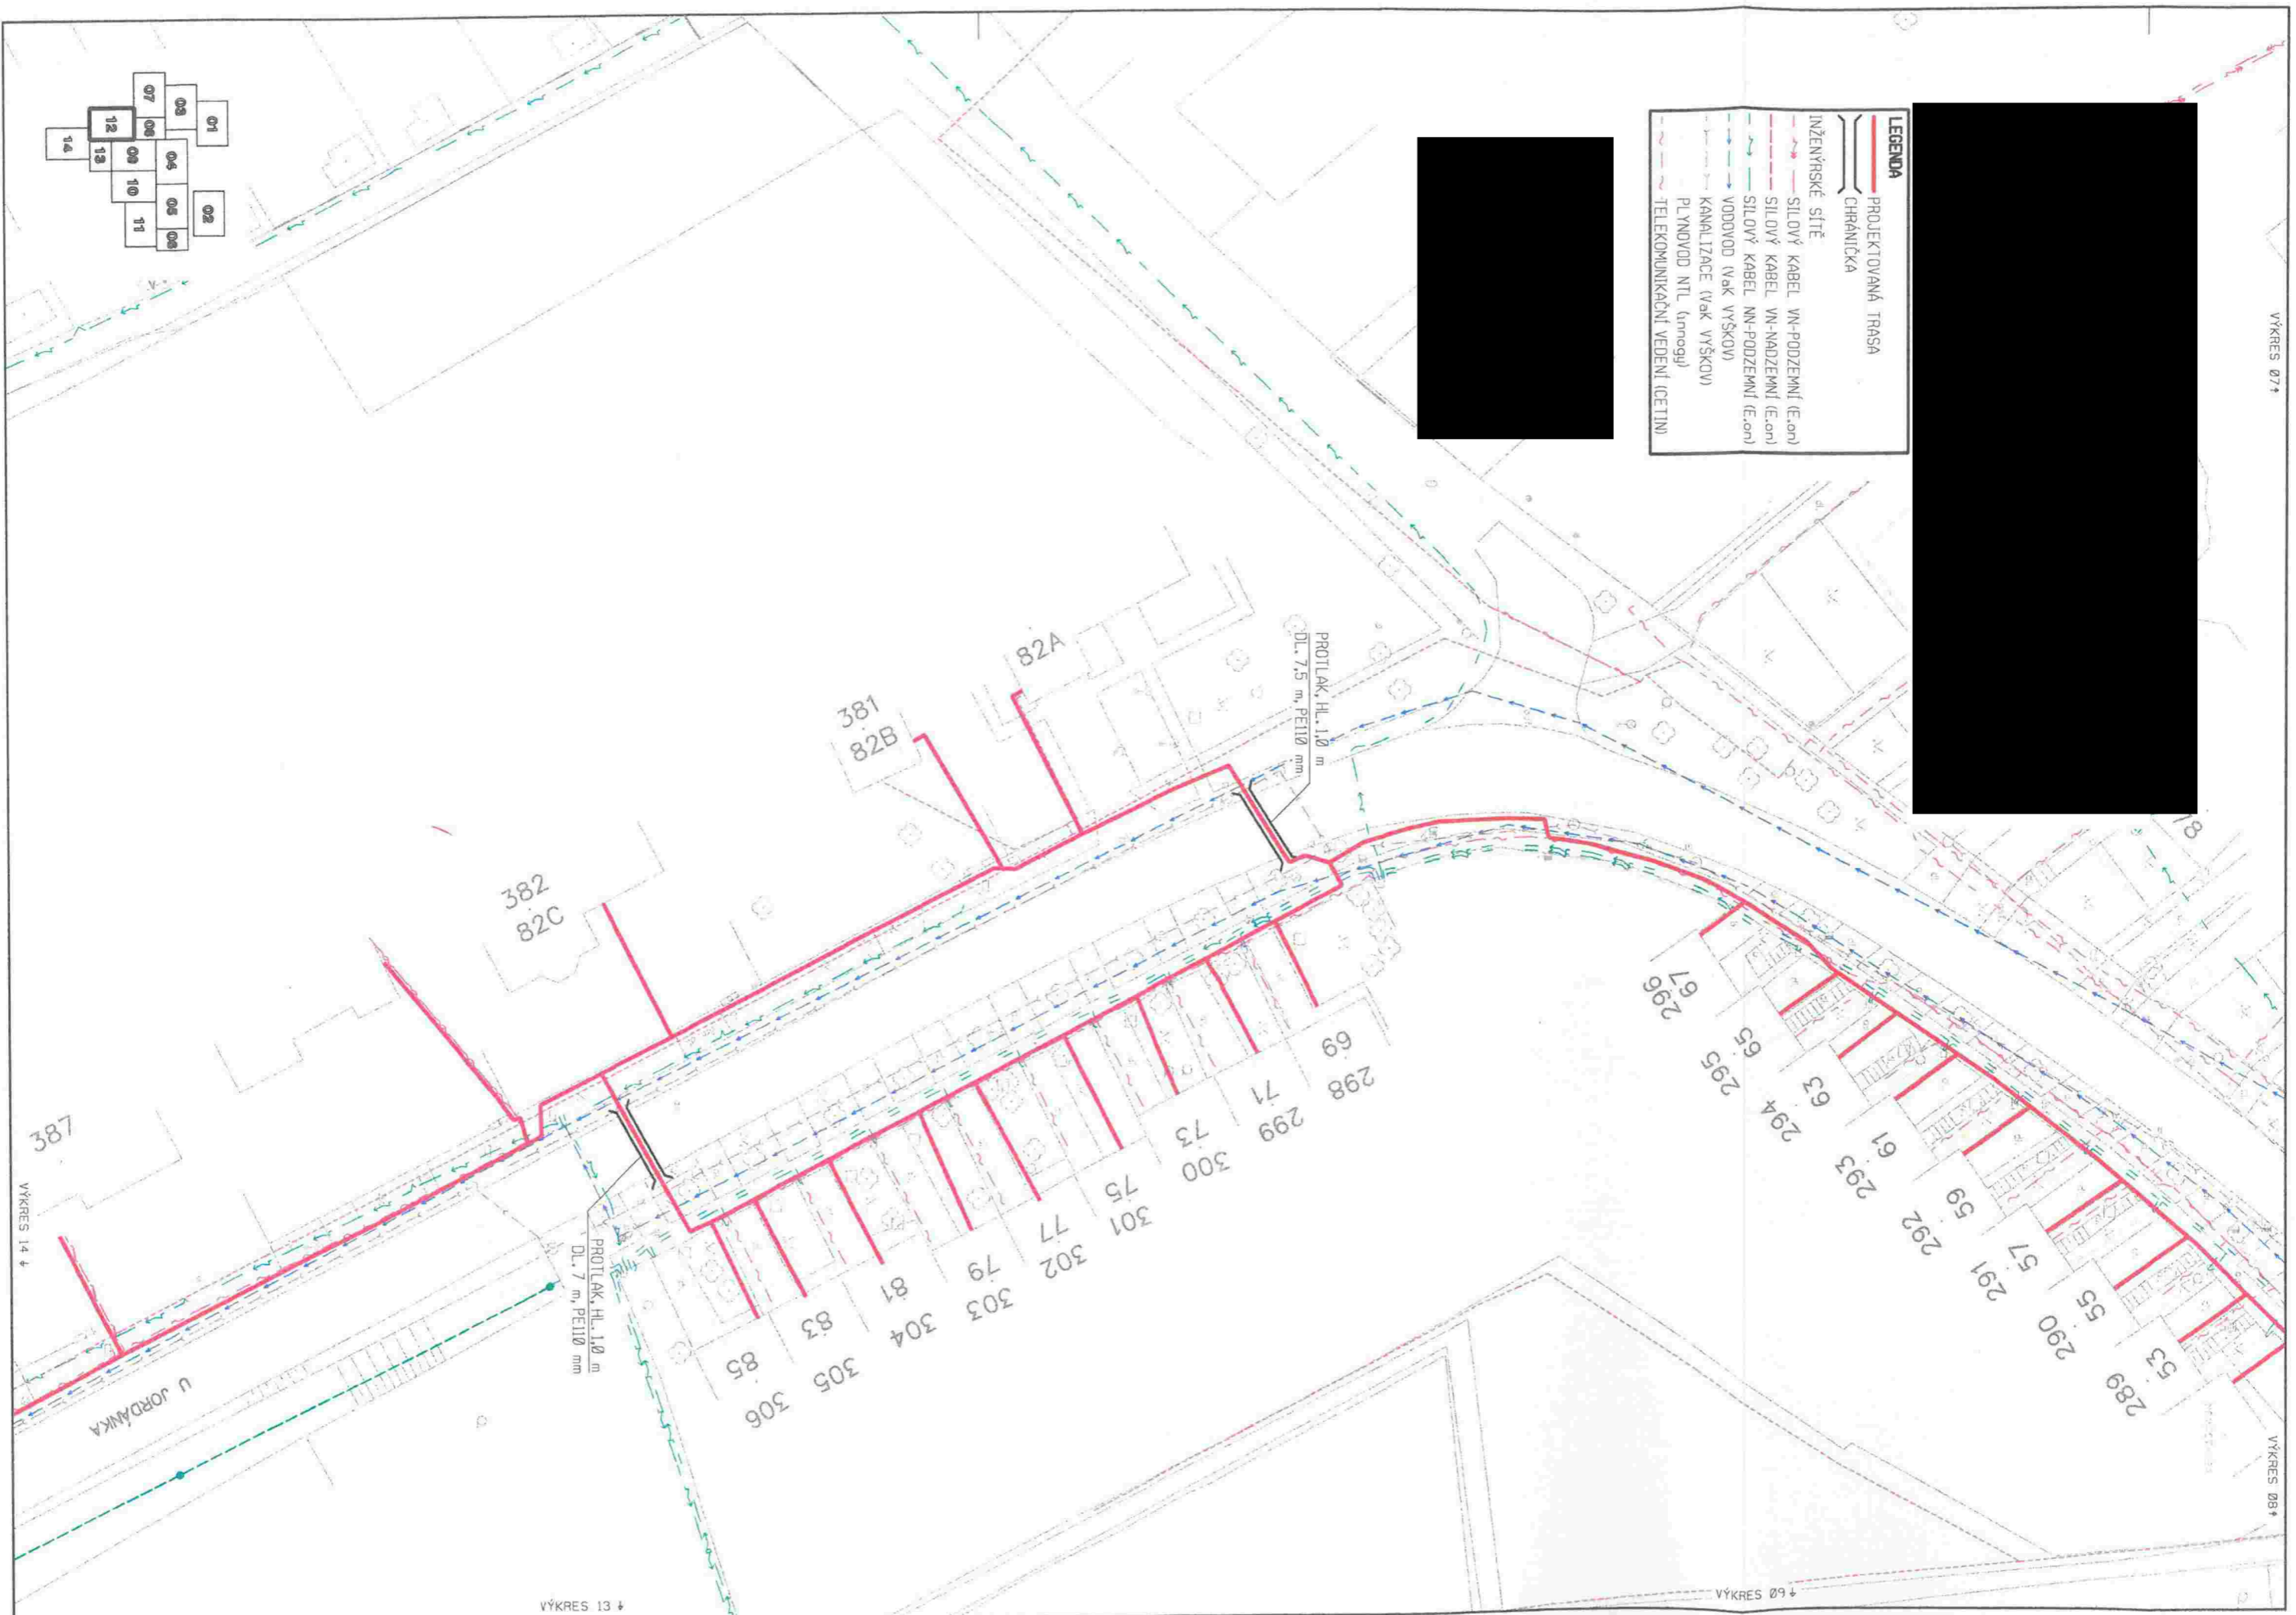 LEGENDA
PROJEKTOVANÁ TRASA
CHRÁNIČKA
INŽENÝRSKÉ SÍTĚ
SILOVÝ KABEL VN-PODZEMNÍ (E.on)
SILOVÝ KABEL VN-NADZEMNÍ (E.on)
SILOVÝ KABEL NN-PODZEMNÍ (E.on)
VODOVOD (VaK VYŠKOV)
KANALIZACE (VaK VYŠKOV)
PLYNOVOD NTL (innogy)
TELEKOMUNIKAČNÍ VEDENÍ (CETIN)
VÝKRES 07↑
VÝKRES 08↑
VÝKRES 09↓
VÝKRES 13↓
VÝKRES 14↓
01
02
03
04
05
07
10
11
12
13
14
PROTLAK, HL. 1,0 m
DL. 7,5 m, PE110 mm
PROTLAK, HL. 1,0 m
DL. 7 m, PE110 mm
82A
381
82B
382
82C
387
U JORDÁNKA
78
67
296
65
295
63
294
61
293
59
292
57
291
55
290
53
289
69
298
71
299
73
300
75
301
77
302
79
303
81
304
83
305
85
306